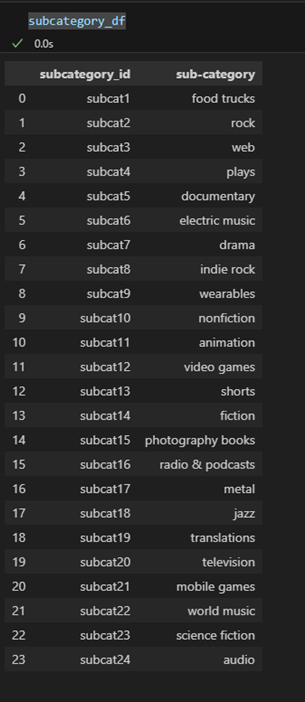 subcategory_df
0.0s
subcategory_id sub-category
0 subcat1 food trucks
1 subcat2 rock
2 subcat3 web
3 subcat4 plays
4 subcat5 documentary
5 subcat6 electric music
6 subcat7 drama
7 subcat8 indie rock
8 subcat9 wearables
9 subcat10 nonfiction
10 subcat11 animation
11 subcat12 video games
12 subcat13 shorts
13 subcat14 fiction
14 subcat15 photography books
15 subcat16 radio & podcasts
16 subcat17 metal
17 subcat18 jazz
18 subcat19 translations
19 subcat20 television
20 subcat21 mobile games
21 subcat22 world music
22 subcat23 science fiction
23 subcat24 audio